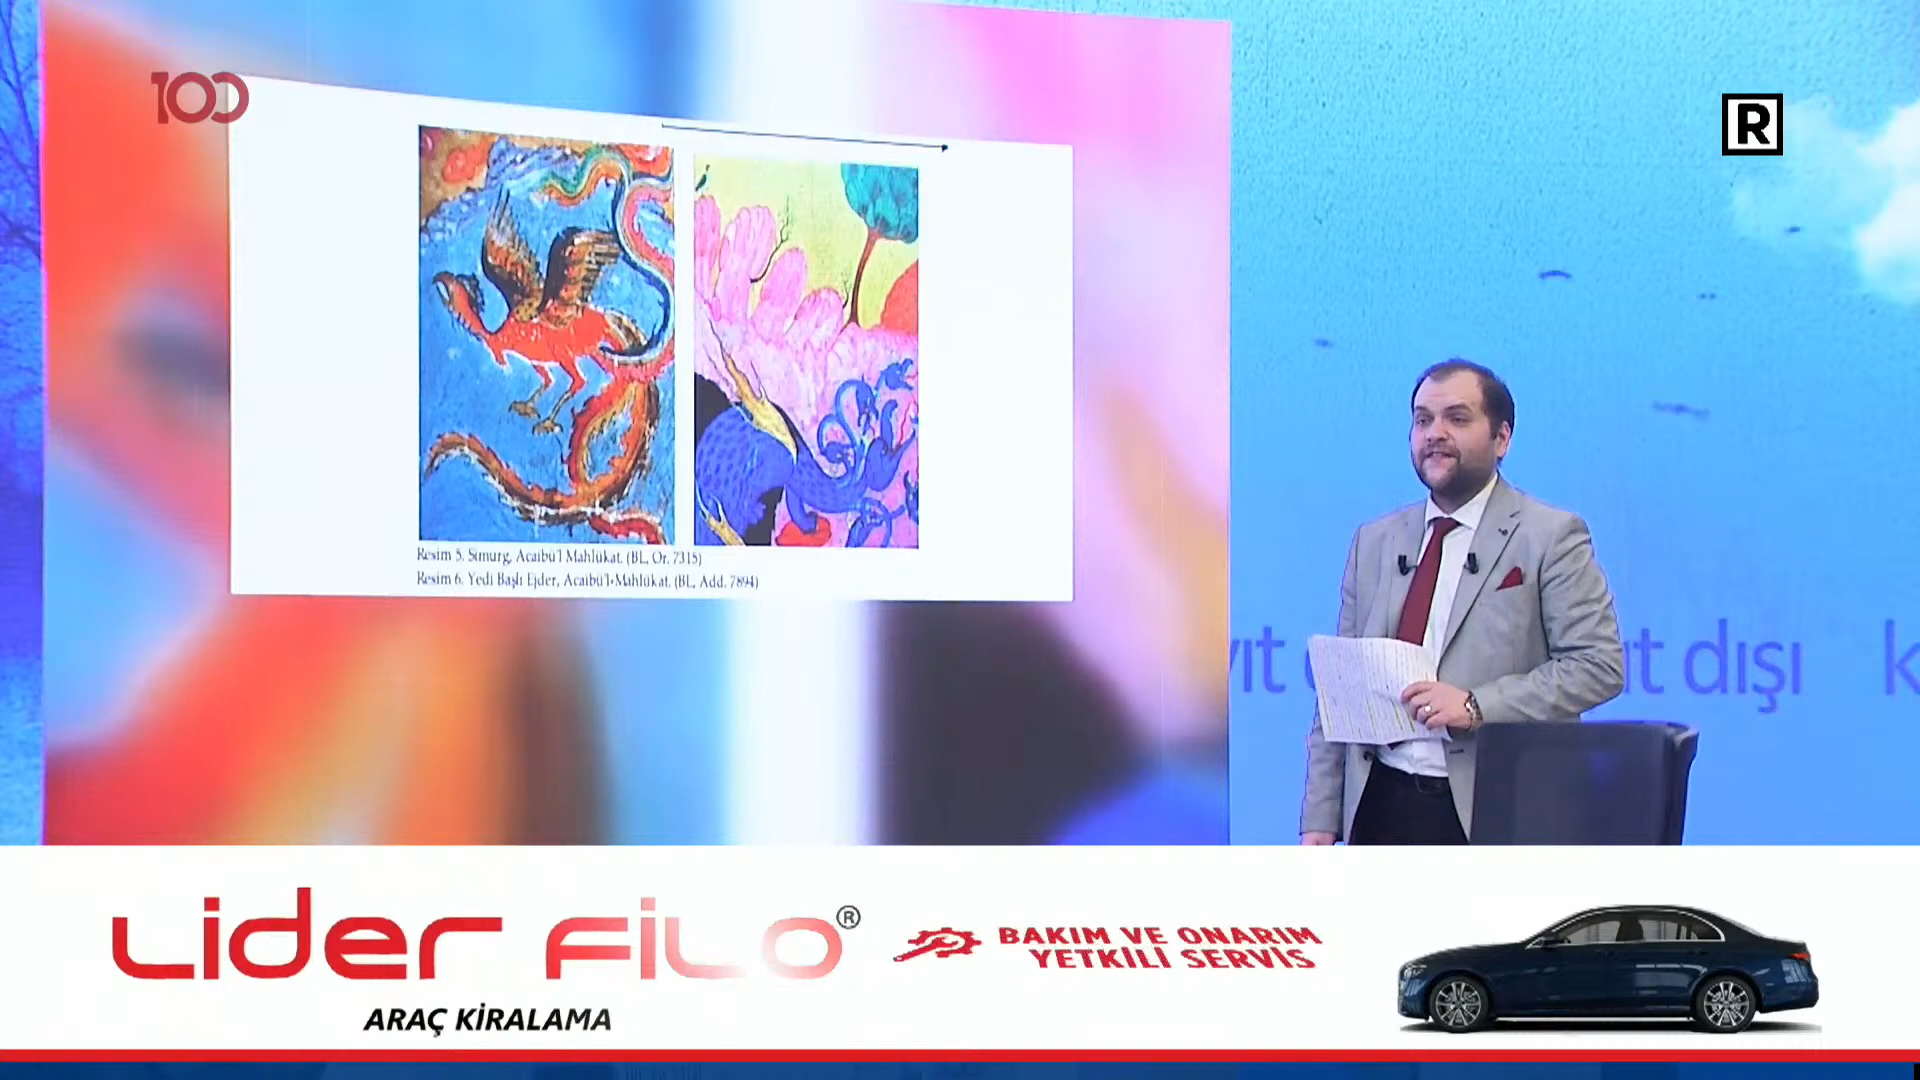 100
R
Resim 5. Simurg, Acaibü'l Mahlûkat. (BL, Or. 7315)
Resim 6. Yedi Başlı Ejder, Acaibü'l-Mahlûkat. (BL, Add. 7894)
dışı
k
Lider Filo®
ARAÇ KİRALAMA
BAKIM VE ONARIM
YETKİLİ SERVİS